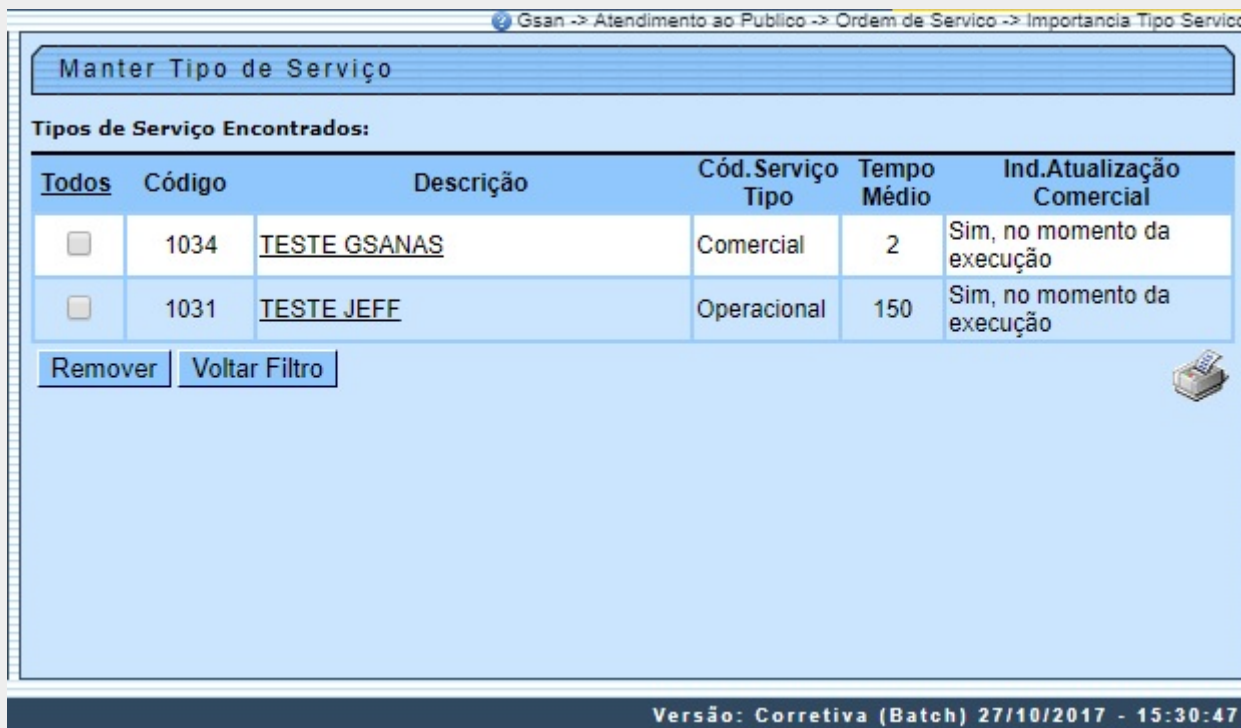 Gsan -> Atendimento ao Publico -> Ordem de Servico -> Importancia Tipo Servico
Manter Tipo de Serviço
Tipos de Serviço Encontrados:
Todos Código Descrição Cód.Serviço Tipo Tempo Médio Ind.Atualização Comercial
1034 TESTE GSANAS Comercial 2 Sim, no momento da execução
1031 TESTE JEFF Operacional 150 Sim, no momento da execução
Remover Voltar Filtro
Versão: Corretiva (Batch) 27/10/2017 - 15:30:47